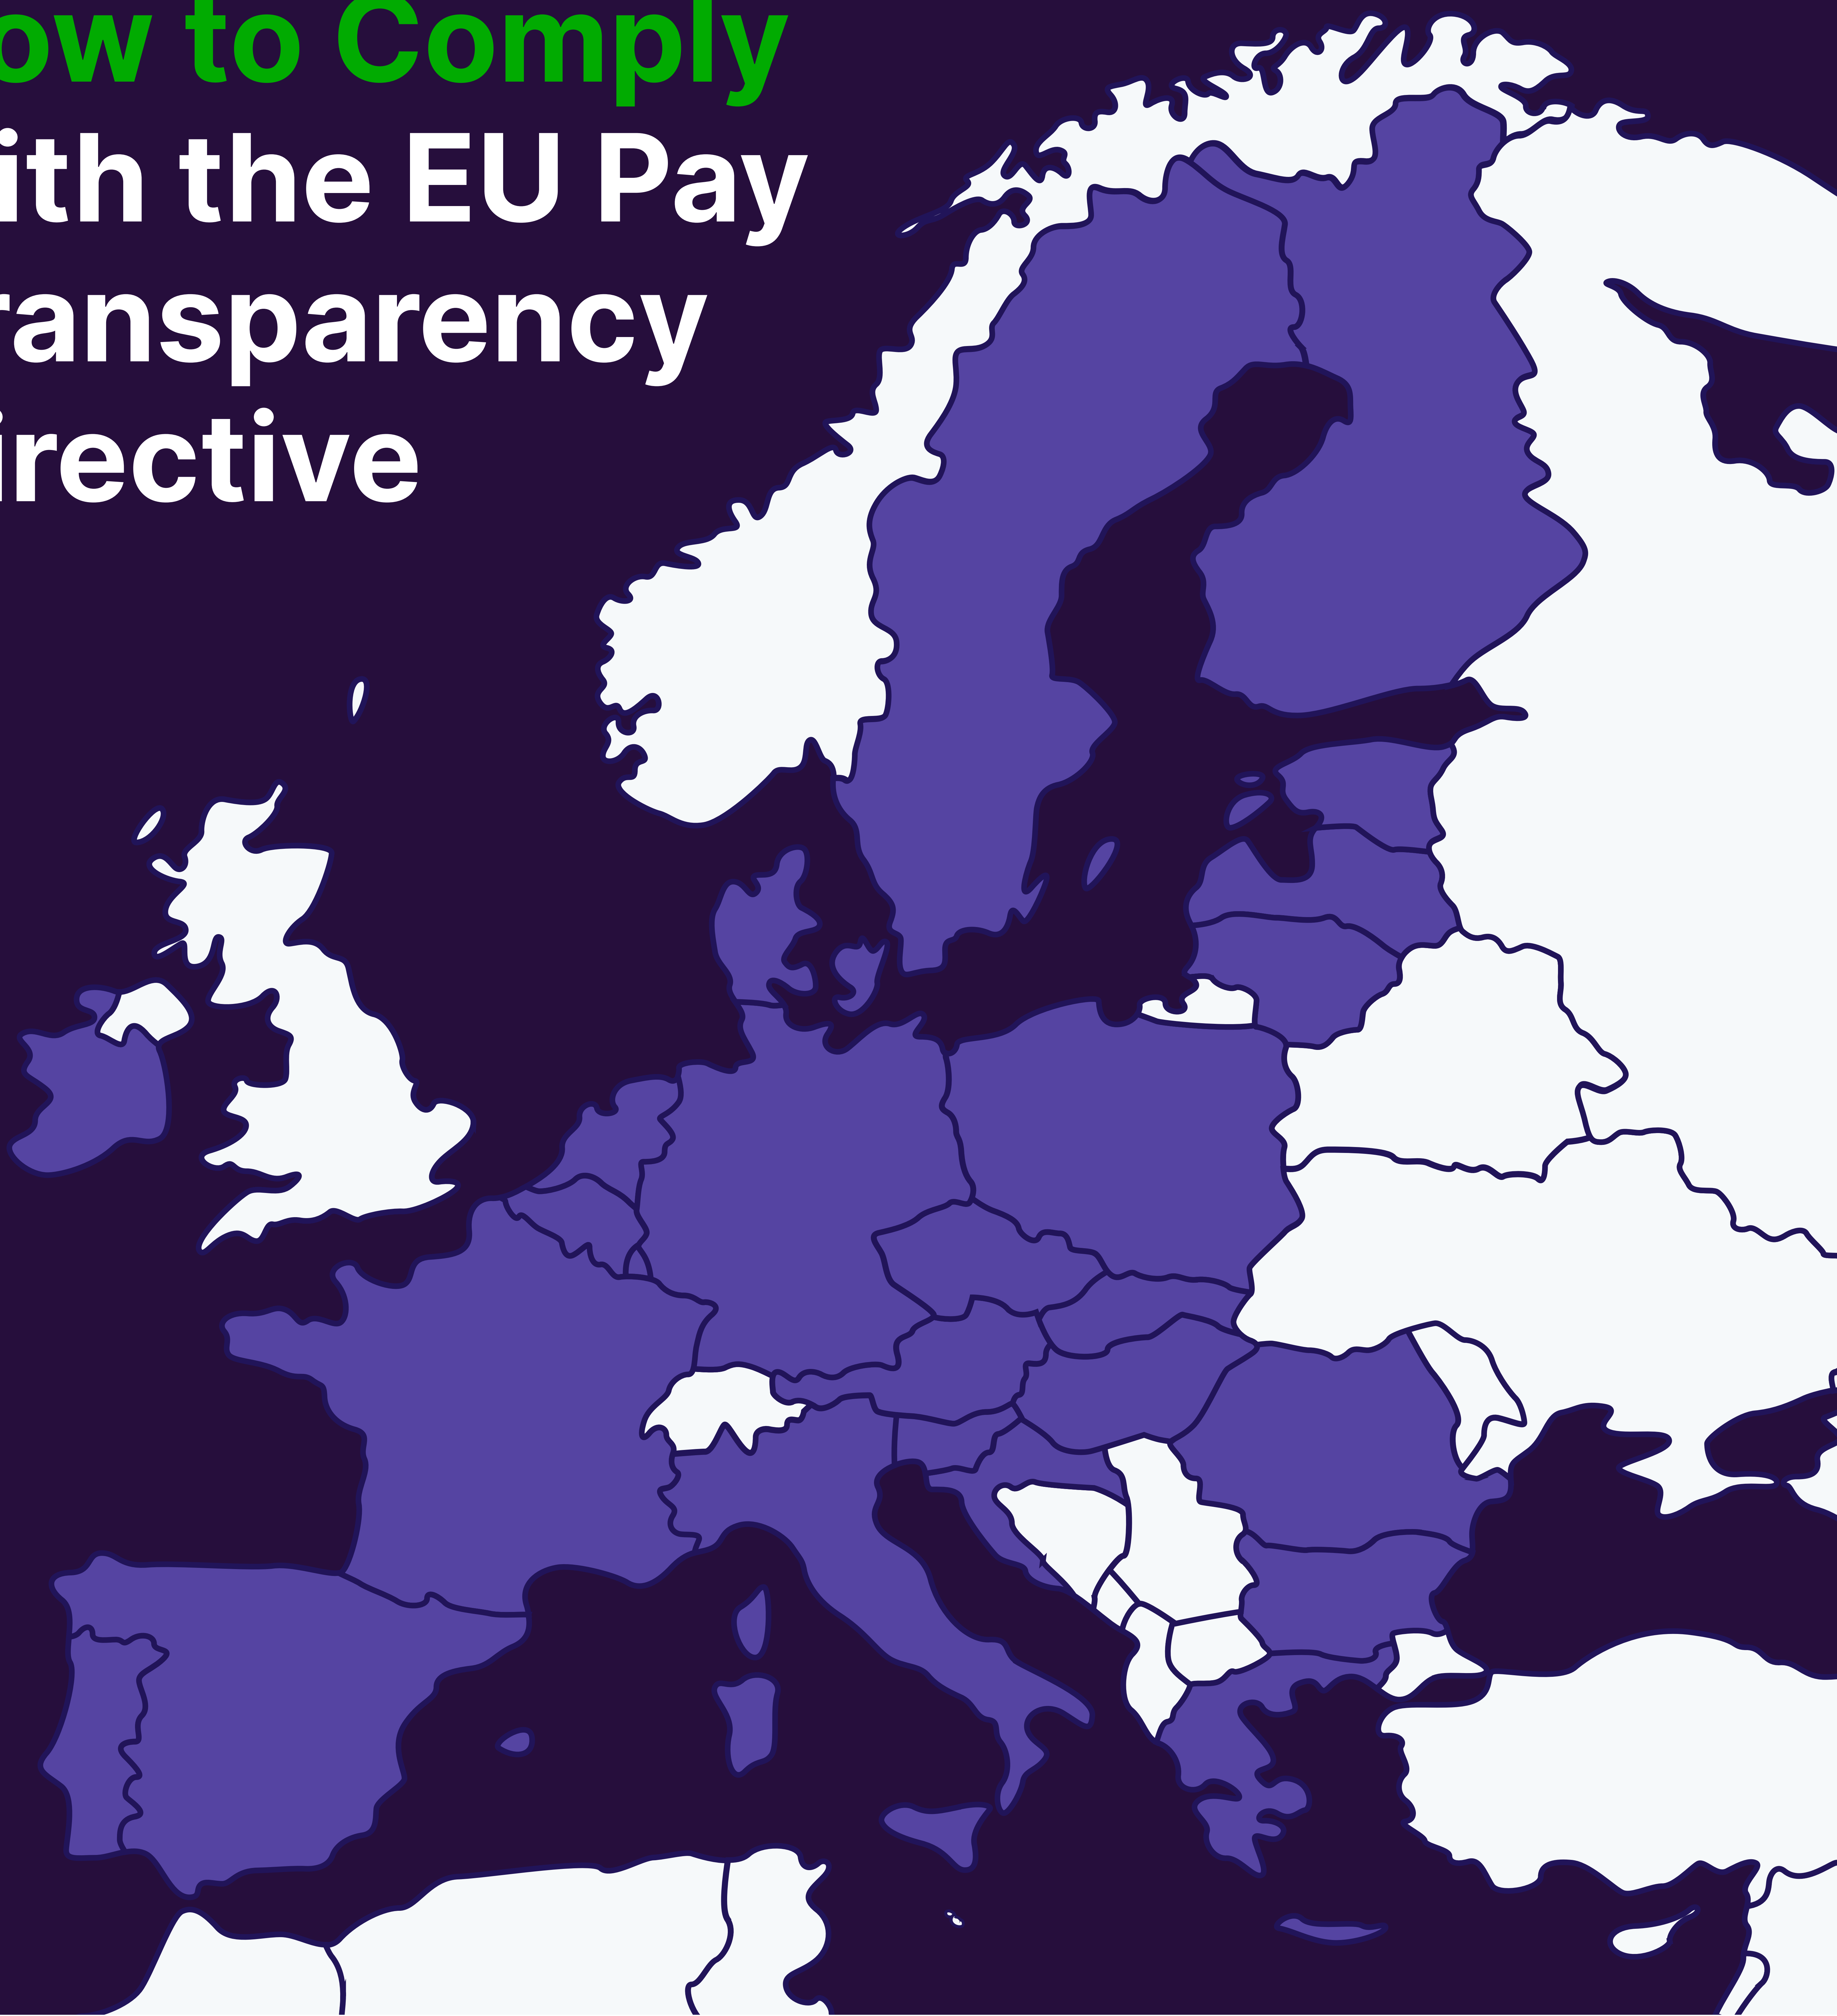 ow to Comply
ith the EU Pay
ransparency
irective